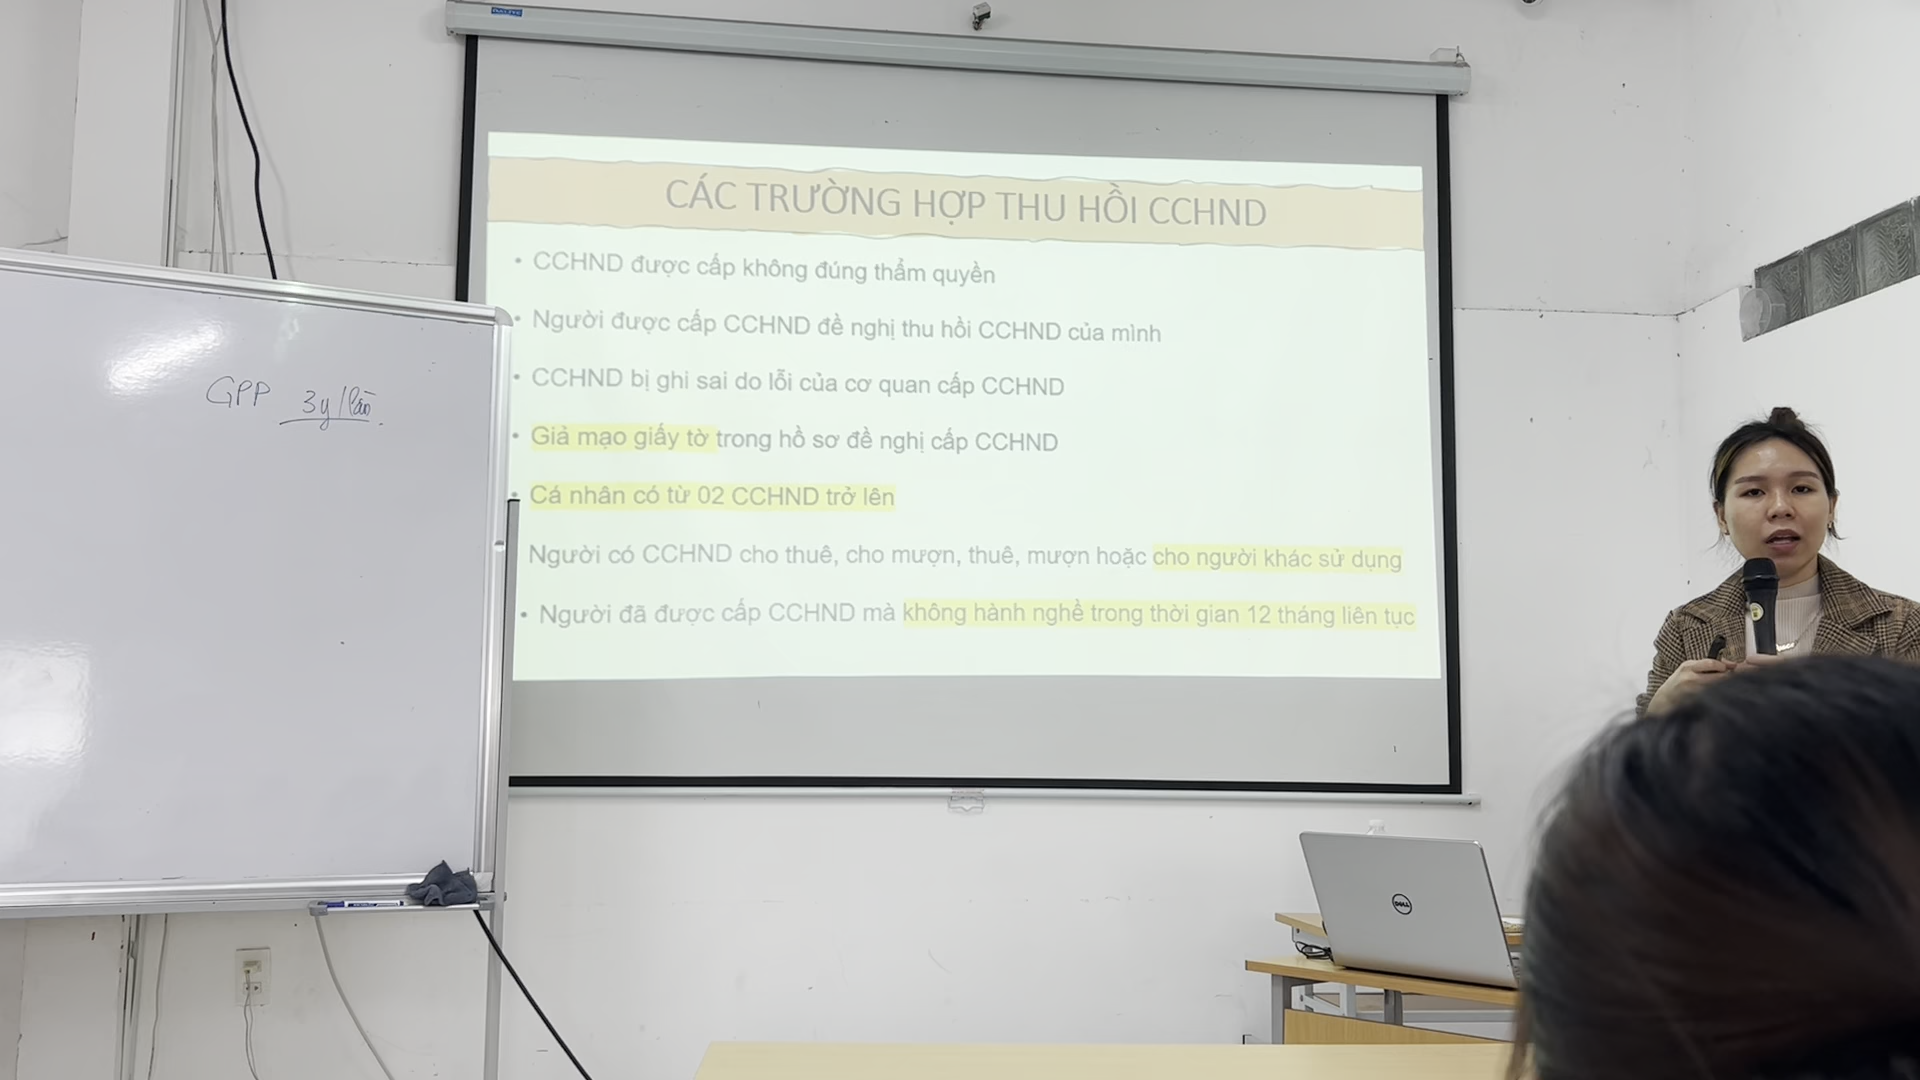 CÁC TRƯỜNG HỢP THU HỒI CCHND
• CCHND được cấp không đúng thẩm quyền
• Người được cấp CCHND đề nghị thu hồi CCHND của mình
• CCHND bị ghi sai do lỗi của cơ quan cấp CCHND
• Giả mạo giấy tờ trong hồ sơ đề nghị cấp CCHND
• Cá nhân có từ 02 CCHND trở lên
Người có CCHND cho thuê, cho mượn, thuê, mượn hoặc cho người khác sử dụng
• Người đã được cấp CCHND mà không hành nghề trong thời gian 12 tháng liên tục
GPP 3y/lần.
DELL